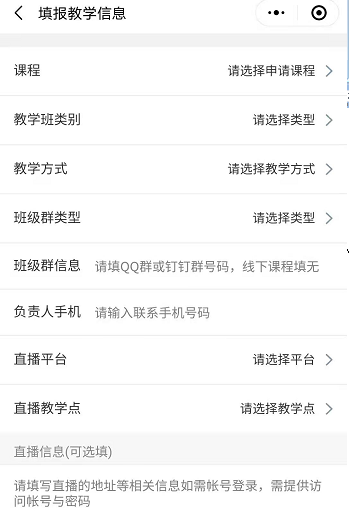 填报教学信息
课程 请选择申请课程
教学班类别 请选择类型
教学方式 请选择教学方式
班级群类型 请选择类型
班级群信息 请填QQ群或钉钉群号码，线下课程填无
负责人手机 请输入联系手机号码
直播平台 请选择平台
直播教学点 请选择教学点
直播信息(可选填)
请填写直播的地址等相关信息如需帐号登录，需提供访
问帐号与密码